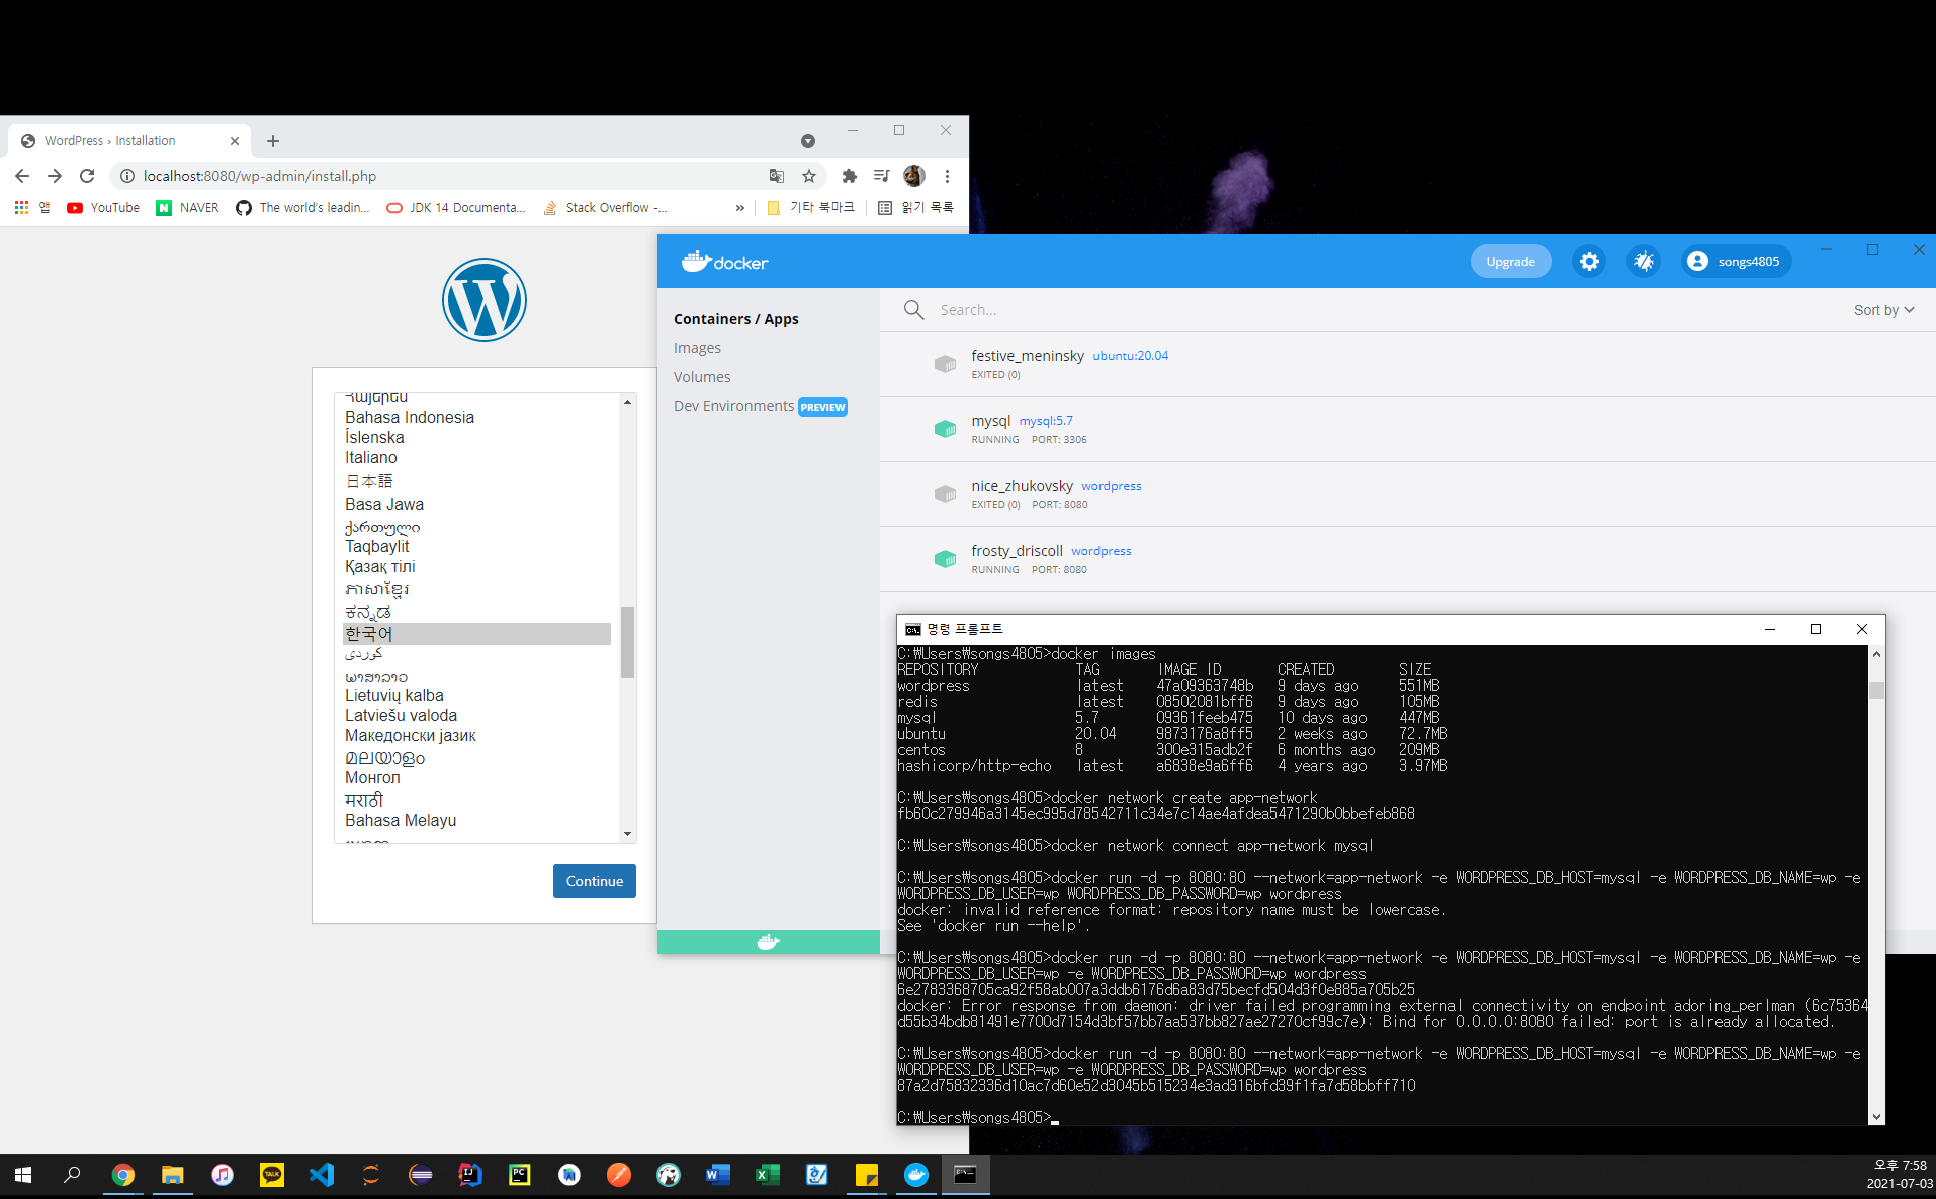 WordPress › Installation
localhost:8080/wp-admin/install.php
앱
YouTube
NAVER
The world's leadin...
JDK 14 Documenta...
Stack Overflow -...
»
기타 북마크
읽기 목록
Bahasa Indonesia
Íslenska
Italiano
日本語
Basa Jawa
ქართული
Taqbaylit
Қазақ тілі
ភាសាខ្មែរ
ಕನ್ನಡ
한국어
كوردی
ພາສາລາວ
Lietuvių kalba
Latviešu valoda
Македонски јазик
മലയാളം
Монгол
मराठी
Bahasa Melayu
Continue
docker
Upgrade
songs4805
Containers / Apps
Images
Volumes
Dev Environments PREVIEW
Search...
Sort by
festive_meninsky ubuntu:20.04
EXITED (0)
mysql mysql:5.7
RUNNING PORT: 3306
nice_zhukovsky wordpress
EXITED (0) PORT: 8080
frosty_driscoll wordpress
RUNNING PORT: 8080
명령 프롬프트
C:₩Users₩songs4805>docker images
REPOSITORY TAG IMAGE ID CREATED SIZE
wordpress latest 47a09363748b 9 days ago 551MB
redis latest 08502081bff6 9 days ago 105MB
mysql 5.7 09361feeb475 10 days ago 447MB
ubuntu 20.04 9873176a8ff5 2 weeks ago 72.7MB
centos 8 300e315adb2f 6 months ago 209MB
hashicorp/http-echo latest a6838e9a6ff6 4 years ago 3.97MB
C:₩Users₩songs4805>docker network create app-network
fb60c279946a3145ec995d78542711c34e7c14ae4afdea5471290b0bbefeb868
C:₩Users₩songs4805>docker network connect app-network mysql
C:₩Users₩songs4805>docker run -d -p 8080:80 --network=app-network -e WORDPRESS_DB_HOST=mysql -e WORDPRESS_DB_NAME=wp -e
WORDPRESS_DB_USER=wp WORDPRESS_DB_PASSWORD=wp wordpress
docker: invalid reference format: repository name must be lowercase.
See 'docker run --help'.
C:₩Users₩songs4805>docker run -d -p 8080:80 --network=app-network -e WORDPRESS_DB_HOST=mysql -e WORDPRESS_DB_NAME=wp -e
WORDPRESS_DB_USER=wp -e WORDPRESS_DB_PASSWORD=wp wordpress
6e2783368705ca92f58ab007a3ddb6176d6a83d75becfd504d3f0e885a705b25
docker: Error response from daemon: driver failed programming external connectivity on endpoint adoring_perlman (6c75364
d55b34bdb81491e7700d7154d3bf57bb7aa537bb827ae27270cf99c7e): Bind for 0.0.0.0:8080 failed: port is already allocated.
C:₩Users₩songs4805>docker run -d -p 8080:80 --network=app-network -e WORDPRESS_DB_HOST=mysql -e WORDPRESS_DB_NAME=wp -e
WORDPRESS_DB_USER=wp -e WORDPRESS_DB_PASSWORD=wp wordpress
87a2d75832336d10ac7d60e52d3045b515234e3ad316bfd39f1fa7d58bbff710
C:₩Users₩songs4805>
오후 7:58
2021-07-03